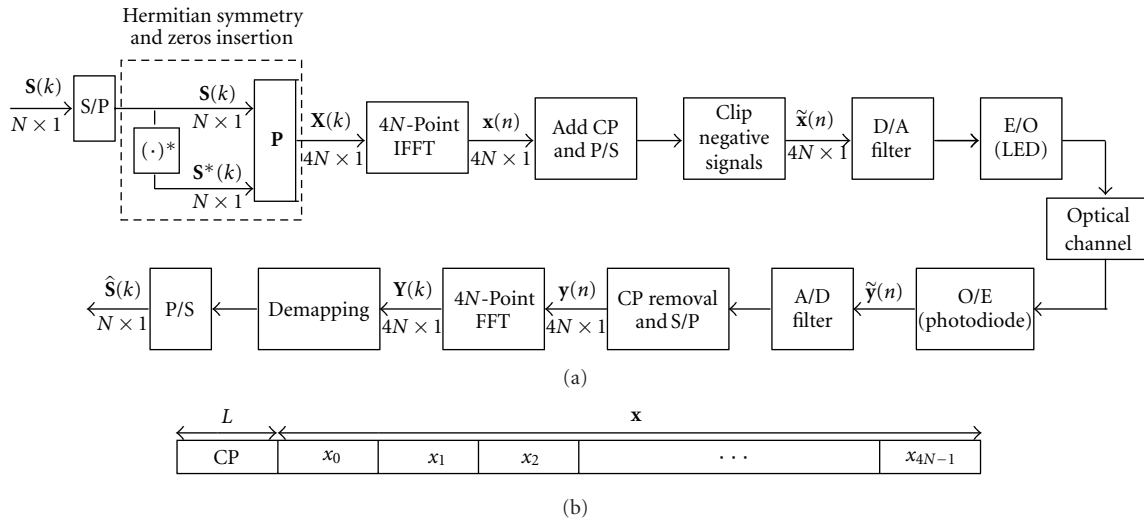 Hermitian symmetry
and zeros insertion
S(k)
N × 1
S/P
S(k)
N × 1
(·)*
S*(k)
N × 1
P
X(k)
4N × 1
4N-Point
IFFT
x(n)
4N × 1
Add CP
and P/S
Clip
negative
signals
x̃(n)
4N × 1
D/A
filter
E/O
(LED)
Optical
channel
Ŝ(k)
N × 1
P/S
Demapping
Y(k)
4N × 1
4N-Point
FFT
y(n)
4N × 1
CP removal
and S/P
A/D
filter
ỹ(n)
O/E
(photodiode)
(a)
L
x
CP
x₀
x₁
x₂
· · ·
x₄N₋₁
(b)